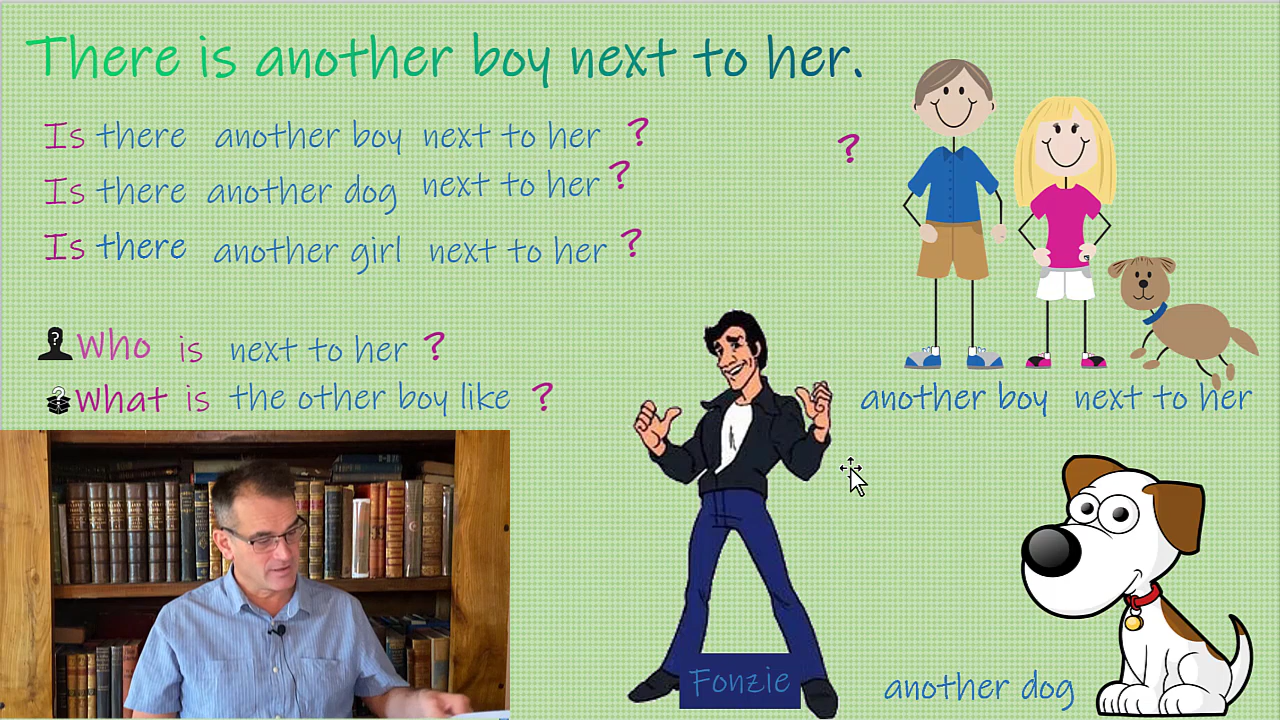 There is another boy next to her.
Is there another boy next to her ?
?
Is there another dog next to her ?
Is there another girl next to her ?
Who is next to her ?
What is the other boy like ?
another boy next to her
Fonzie
another dog